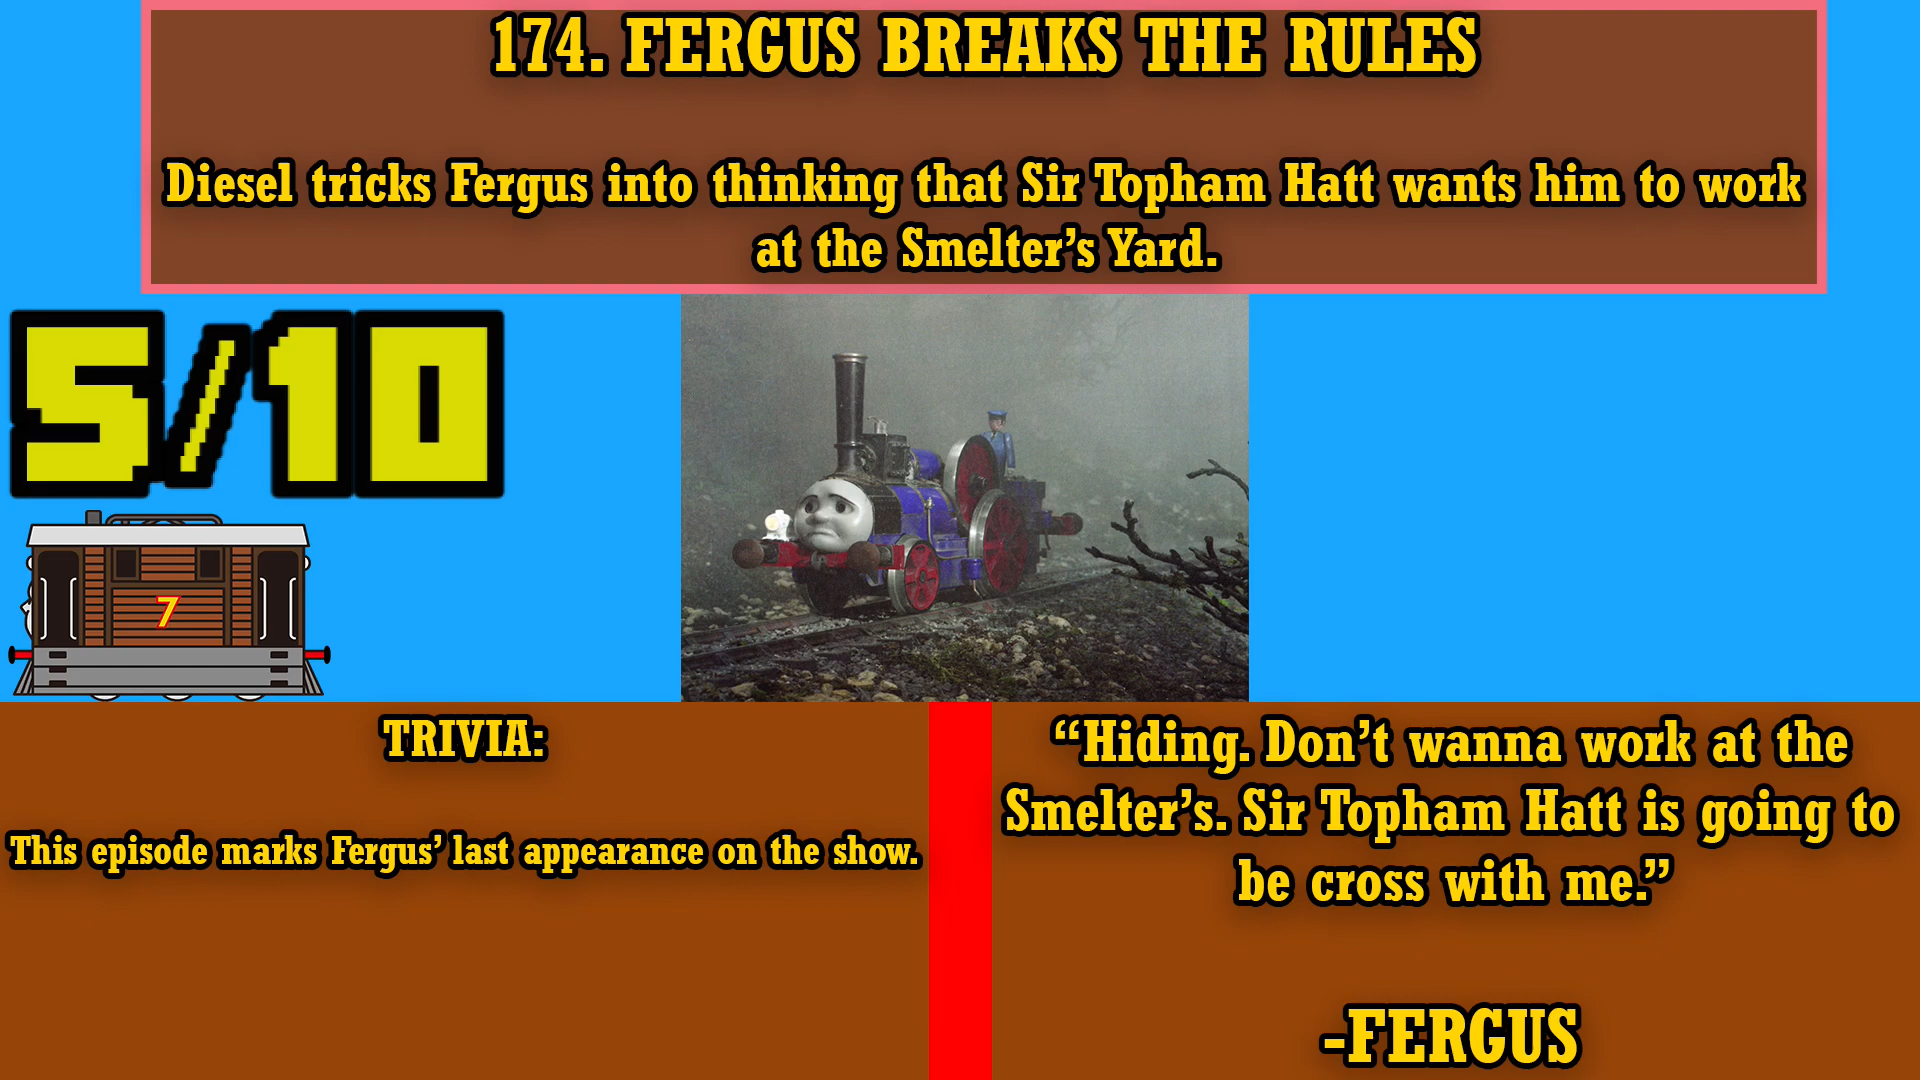 174. FERGUS BREAKS THE RULES
Diesel tricks Fergus into thinking that Sir Topham Hatt wants him to work
at the Smelter’s Yard.
5/10
7
TRIVIA:
This episode marks Fergus’ last appearance on the show.
“Hiding. Don’t wanna work at the
Smelter’s. Sir Topham Hatt is going to
be cross with me.”
-FERGUS